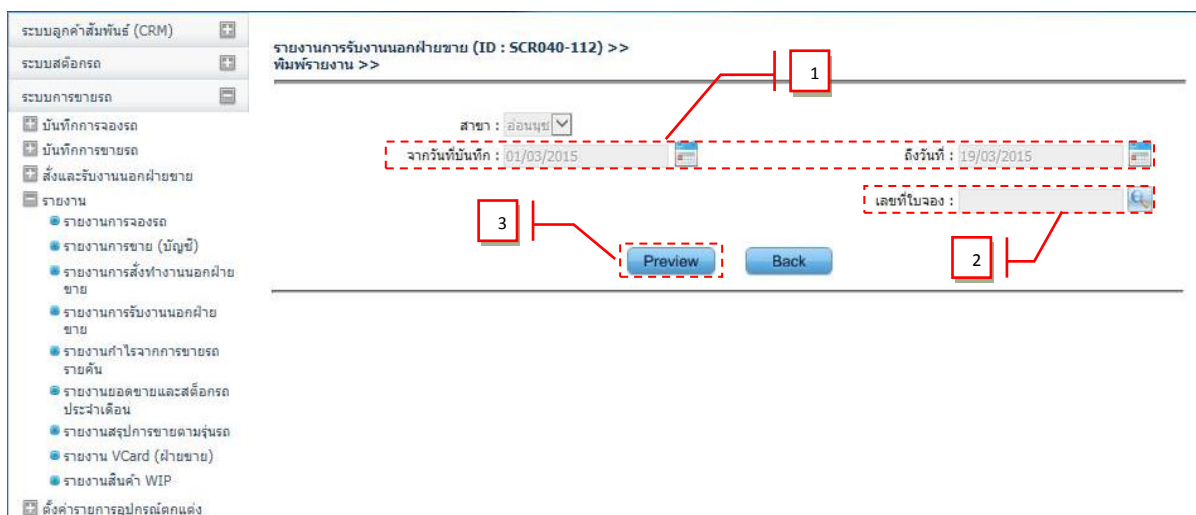 ระบบลูกค้าสัมพันธ์ (CRM)
ระบบสต๊อกรถ
ระบบการขายรถ
บันทึกการจองรถ
บันทึกการขายรถ
สั่งและรับงานนอกฝ่ายขาย
รายงาน
รายงานการจองรถ
รายงานการขาย (บัญชี)
รายงานการสั่งทำงานนอกฝ่าย
ขาย
รายงานการรับงานนอกฝ่าย
ขาย
รายงานกำไรจากการขายรถ
รายคัน
รายงานยอดขายและสต็อกรถ
ประจำเดือน
รายงานสรุปการขายตามรุ่นรถ
รายงาน VCard (ฝ่ายขาย)
รายงานสินค้า WIP
ตั้งค่ารายการอุปกรณ์ตกแต่ง
รายงานการรับงานนอกฝ่ายขาย (ID : SCR040-112) >>
พิมพ์รายงาน >>
1
สาขา : อ่อนนุช
จากวันที่บันทึก : 01/03/2015 ถึงวันที่ : 19/03/2015
เลขที่ใบจอง :
3
2
Preview Back